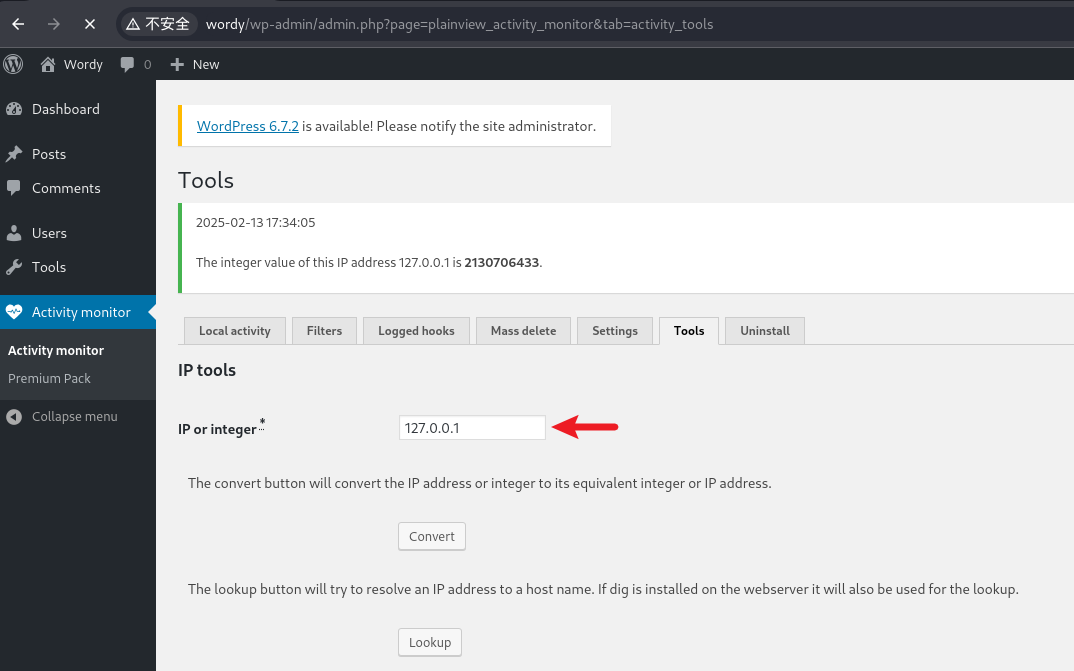 不安全 wordy/wp-admin/admin.php?page=plainview_activity_monitor&tab=activity_tools
Wordy 0 New
Dashboard
Posts
Comments
Users
Tools
Activity monitor
Activity monitor
Premium Pack
Collapse menu
WordPress 6.7.2 is available! Please notify the site administrator.
Tools
2025-02-13 17:34:05
The integer value of this IP address 127.0.0.1 is 2130706433.
Local activity Filters Logged hooks Mass delete Settings Tools Uninstall
IP tools
IP or integer * 127.0.0.1
The convert button will convert the IP address or integer to its equivalent integer or IP address.
Convert
The lookup button will try to resolve an IP address to a host name. If dig is installed on the webserver it will also be used for the lookup.
Lookup